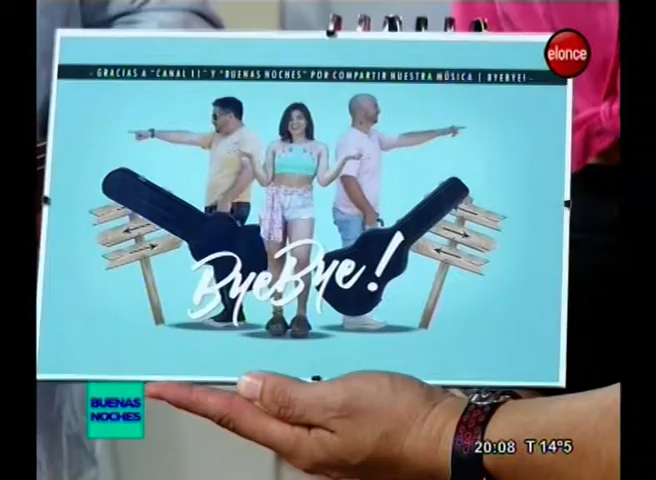 elonce
- GRACIAS A "CANAL 11" Y "BUENAS NOCHES" POR COMPARTIR NUESTRA MÚSICA | BYEBYE! -
ByeBye!
BUENAS
NOCHES
20:08 T 14°5